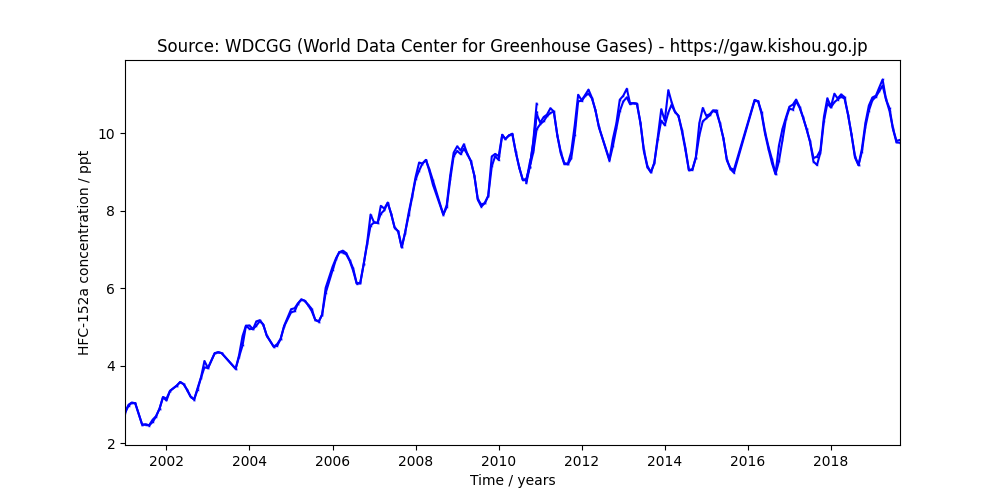 Source: WDCGG (World Data Center for Greenhouse Gases) - https://gaw.kishou.go.jp
HFC-152a concentration / ppt
10
8
6
4
2
2002 2004 2006 2008 2010 2012 2014 2016 2018
Time / years